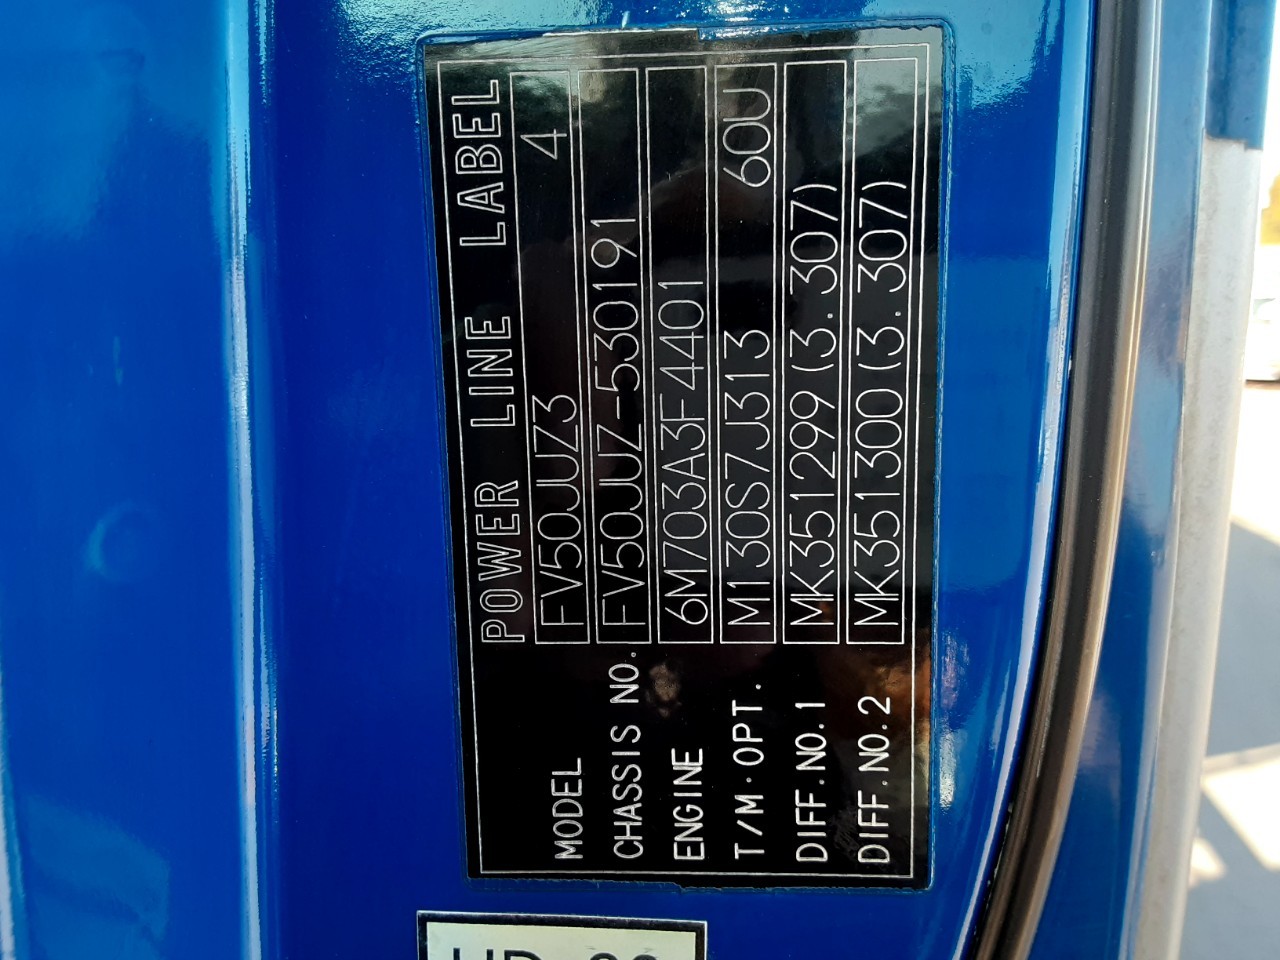 POWER LINE LABEL
MODEL FV50JUZ3 4
CHASSIS NO. FV50JUZ-530191
ENGINE 6M703A3F4401
T/M·OPT. M130S7J313 60U
DIFF.NO.1 MK351299(3.307)
DIFF.NO.2 MK351300(3.307)